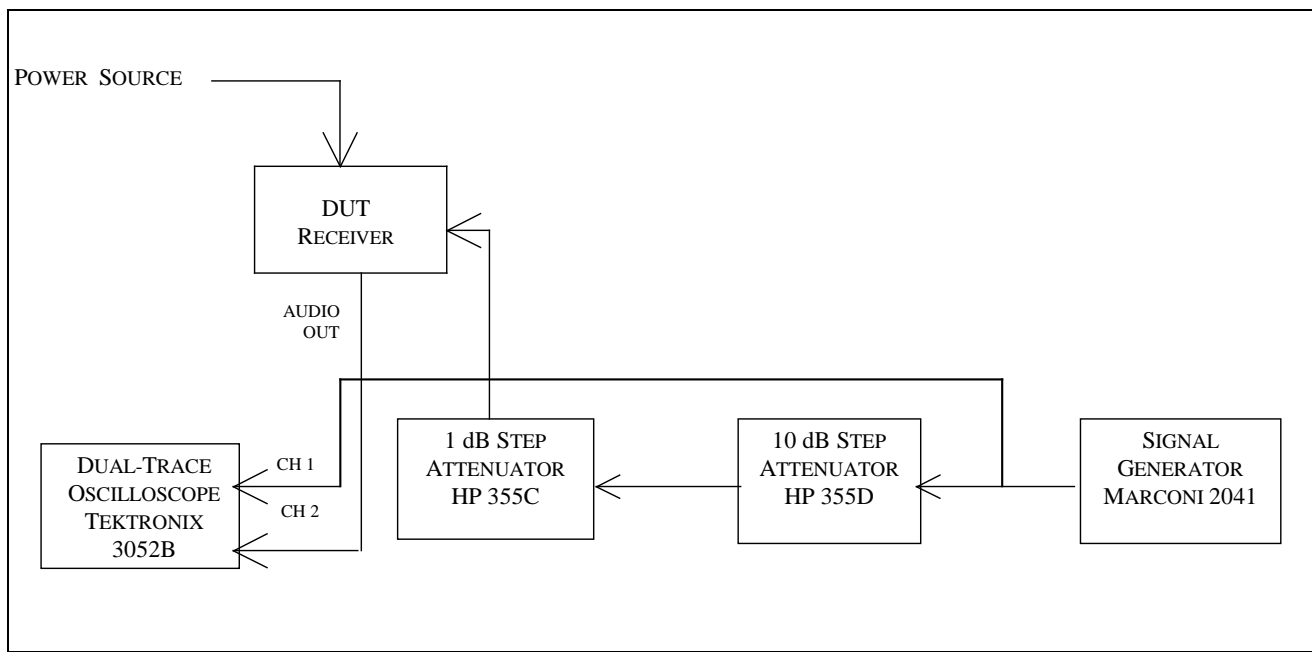 POWER SOURCE
DUT
RECEIVER
AUDIO
OUT
DUAL-TRACE
OSCILLOSCOPE
TEKTRONIX
3052B
CH 1
CH 2
1 dB STEP
ATTENUATOR
HP 355C
10 dB STEP
ATTENUATOR
HP 355D
SIGNAL
GENERATOR
MARCONI 2041